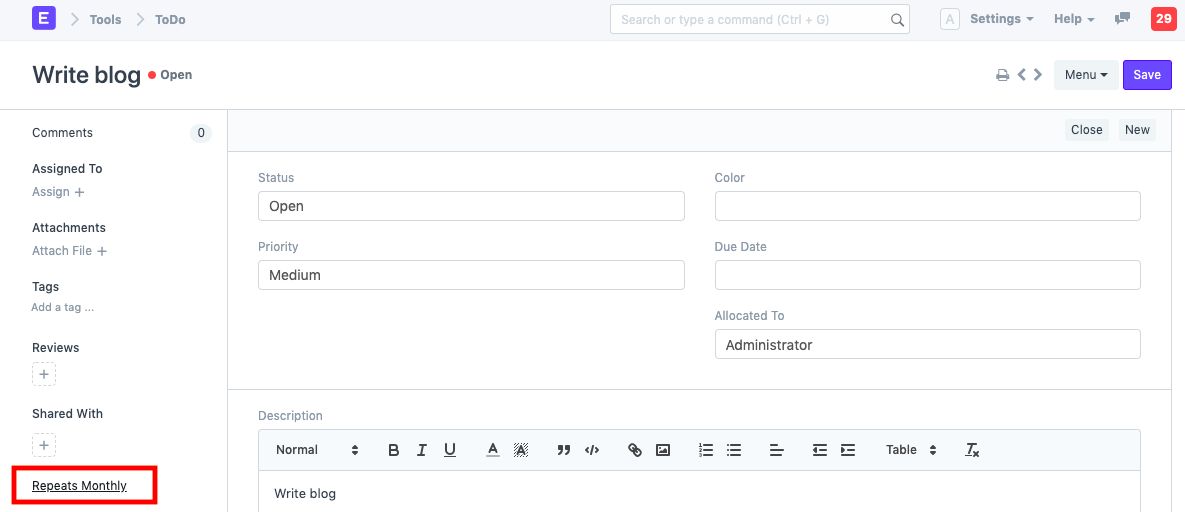 E Tools ToDo Search or type a command (Ctrl + G) A Settings Help 29
Write blog Open Menu Save
Comments 0
Close New
Assigned To
Assign +
Attachments
Attach File +
Tags
Add a tag ...
Reviews
+
Shared With
+
Repeats Monthly
Status
Open
Color
Priority
Medium
Due Date
Allocated To
Administrator
Description
Normal B I U A A Table Tx
Write blog